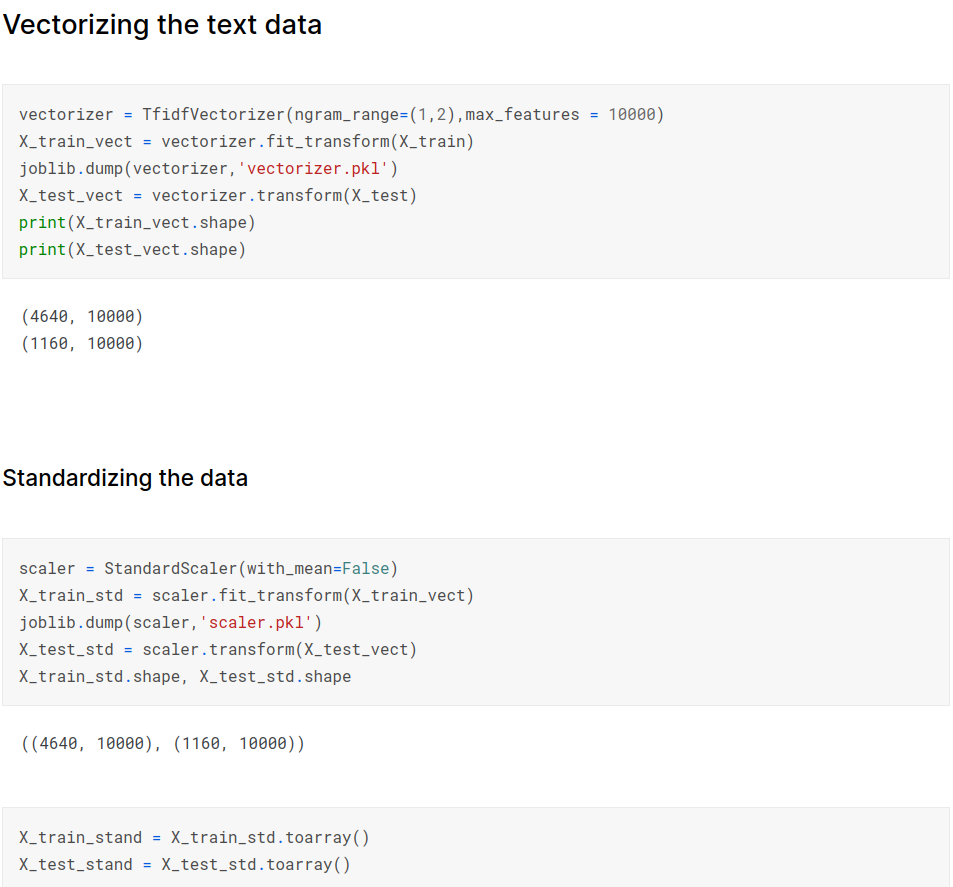 Vectorizing the text data
vectorizer = TfidfVectorizer(ngram_range=(1,2),max_features = 10000)
X_train_vect = vectorizer.fit_transform(X_train)
joblib.dump(vectorizer,'vectorizer.pkl')
X_test_vect = vectorizer.transform(X_test)
print(X_train_vect.shape)
print(X_test_vect.shape)
(4640, 10000)
(1160, 10000)
Standardizing the data
scaler = StandardScaler(with_mean=False)
X_train_std = scaler.fit_transform(X_train_vect)
joblib.dump(scaler,'scaler.pkl')
X_test_std = scaler.transform(X_test_vect)
X_train_std.shape, X_test_std.shape
((4640, 10000), (1160, 10000))
X_train_stand = X_train_std.toarray()
X_test_stand = X_test_std.toarray()